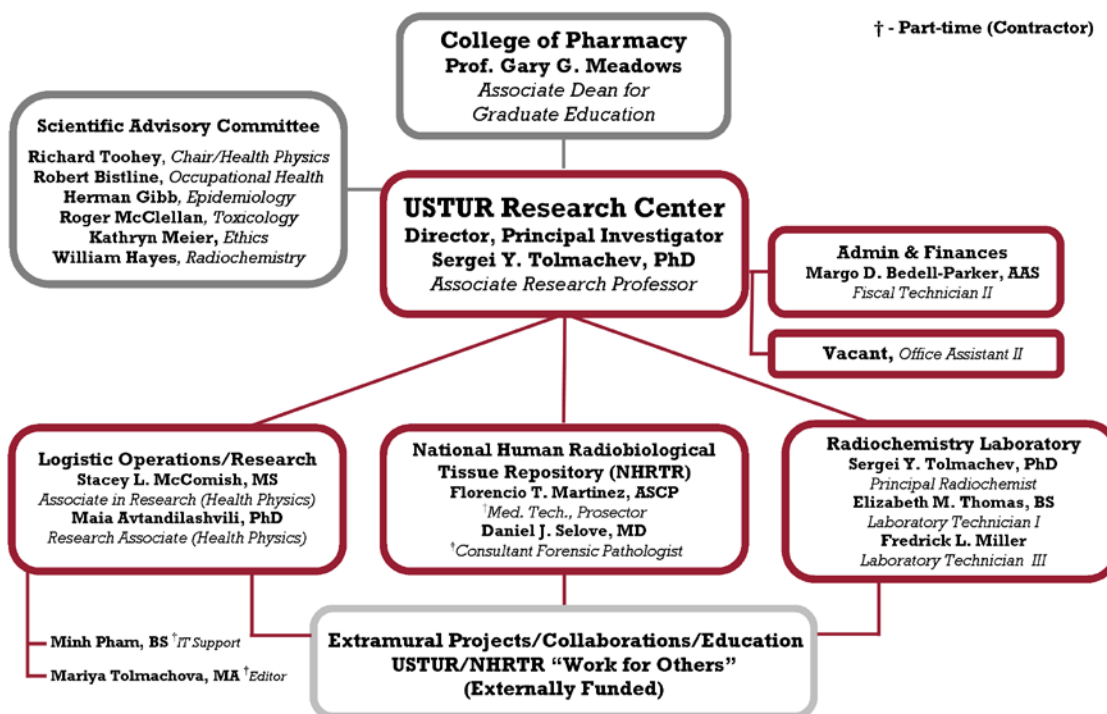 † - Part-time (Contractor)
College of Pharmacy
Prof. Gary G. Meadows
Associate Dean for
Graduate Education
Scientific Advisory Committee
Richard Toohey, Chair/Health Physics
Robert Bistline, Occupational Health
Herman Gibb, Epidemiology
Roger McClellan, Toxicology
Kathryn Meier, Ethics
William Hayes, Radiochemistry
USTUR Research Center
Director, Principal Investigator
Sergei Y. Tolmachev, PhD
Associate Research Professor
Admin & Finances
Margo D. Bedell-Parker, AAS
Fiscal Technician II
Vacant, Office Assistant II
Logistic Operations/Research
Stacey L. McComish, MS
Associate in Research (Health Physics)
Maia Avtandilashvili, PhD
Research Associate (Health Physics)
National Human Radiobiological
Tissue Repository (NHRTR)
Florencio T. Martinez, ASCP
†Med. Tech., Prosector
Daniel J. Selove, MD
†Consultant Forensic Pathologist
Radiochemistry Laboratory
Sergei Y. Tolmachev, PhD
Principal Radiochemist
Elizabeth M. Thomas, BS
Laboratory Technician I
Fredrick L. Miller
Laboratory Technician III
Minh Pham, BS †IT Support
Mariya Tolmachova, MA †Editor
Extramural Projects/Collaborations/Education
USTUR/NHRTR “Work for Others”
(Externally Funded)